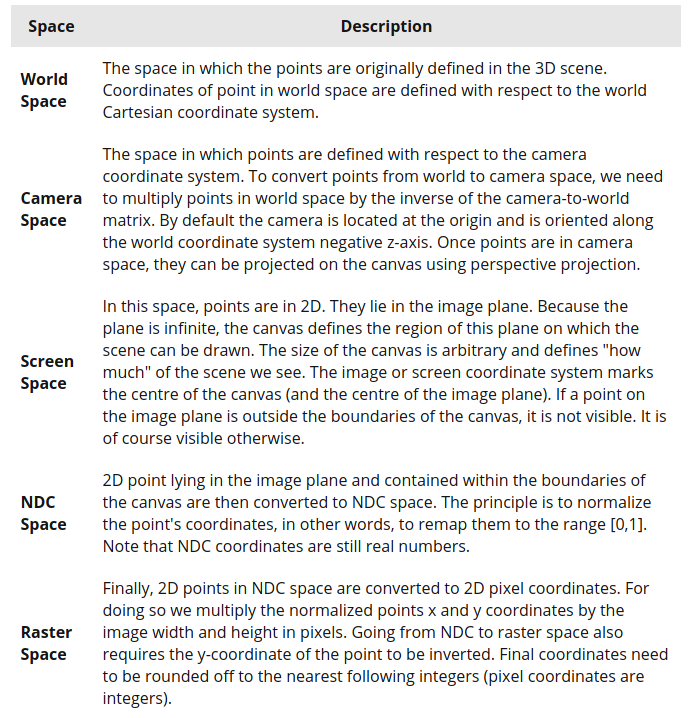 Space Description
World Space
The space in which the points are originally defined in the 3D scene.
Coordinates of point in world space are defined with respect to the world
Cartesian coordinate system.
Camera Space
The space in which points are defined with respect to the camera
coordinate system. To convert points from world to camera space, we need
to multiply points in world space by the inverse of the camera-to-world
matrix. By default the camera is located at the origin and is oriented along
the world coordinate system negative z-axis. Once points are in camera
space, they can be projected on the canvas using perspective projection.
Screen Space
In this space, points are in 2D. They lie in the image plane. Because the
plane is infinite, the canvas defines the region of this plane on which the
scene can be drawn. The size of the canvas is arbitrary and defines "how
much" of the scene we see. The image or screen coordinate system marks
the centre of the canvas (and the centre of the image plane). If a point on
the image plane is outside the boundaries of the canvas, it is not visible. It is
of course visible otherwise.
NDC Space
2D point lying in the image plane and contained within the boundaries of
the canvas are then converted to NDC space. The principle is to normalize
the point's coordinates, in other words, to remap them to the range [0,1].
Note that NDC coordinates are still real numbers.
Raster Space
Finally, 2D points in NDC space are converted to 2D pixel coordinates. For
doing so we multiply the normalized points x and y coordinates by the
image width and height in pixels. Going from NDC to raster space also
requires the y-coordinate of the point to be inverted. Final coordinates need
to be rounded off to the nearest following integers (pixel coordinates are
integers).